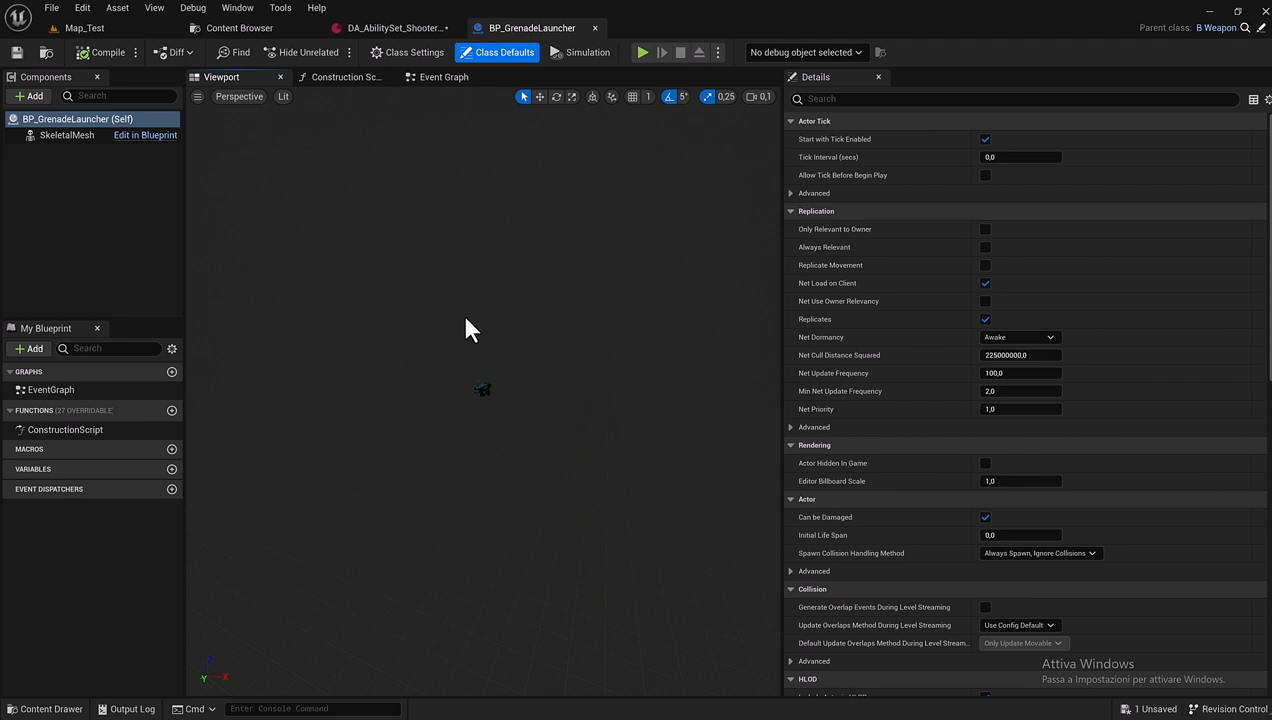 File Edit Asset View Debug Window Tools Help
Map_Test Content Browser DA_AbilitySet_Shooter...* BP_GrenadeLauncher
Parent class: B Weapon
Compile Diff Find Hide Unrelated Class Settings Class Defaults Simulation No debug object selected
Components Viewport Construction Sc... Event Graph Details
Add Search
Perspective Lit 1 5° 0,25 0,1
Search
BP_GrenadeLauncher (Self)
SkeletalMesh Edit in Blueprint
My Blueprint
Add Search
GRAPHS
EventGraph
FUNCTIONS (27 OVERRIDABLE)
ConstructionScript
MACROS
VARIABLES
EVENT DISPATCHERS
Z
Y X
Actor Tick
Start with Tick Enabled
Tick Interval (secs) 0,0
Allow Tick Before Begin Play
Advanced
Replication
Only Relevant to Owner
Always Relevant
Replicate Movement
Net Load on Client
Net Use Owner Relevancy
Replicates
Net Dormancy Awake
Net Cull Distance Squared 225000000,0
Net Update Frequency 100,0
Min Net Update Frequency 2,0
Net Priority 1,0
Advanced
Rendering
Actor Hidden In Game
Editor Billboard Scale 1,0
Actor
Can be Damaged
Initial Life Span 0,0
Spawn Collision Handling Method Always Spawn, Ignore Collisions
Advanced
Collision
Generate Overlap Events During Level Streaming
Update Overlaps Method During Level Streaming Use Config Default
Default Update Overlaps Method During Level Stream... Only Update Movable
Advanced
HLOD
Attiva Windows
Passa a Impostazioni per attivare Windows.
Content Drawer Output Log Cmd Enter Console Command 1 Unsaved Revision Control